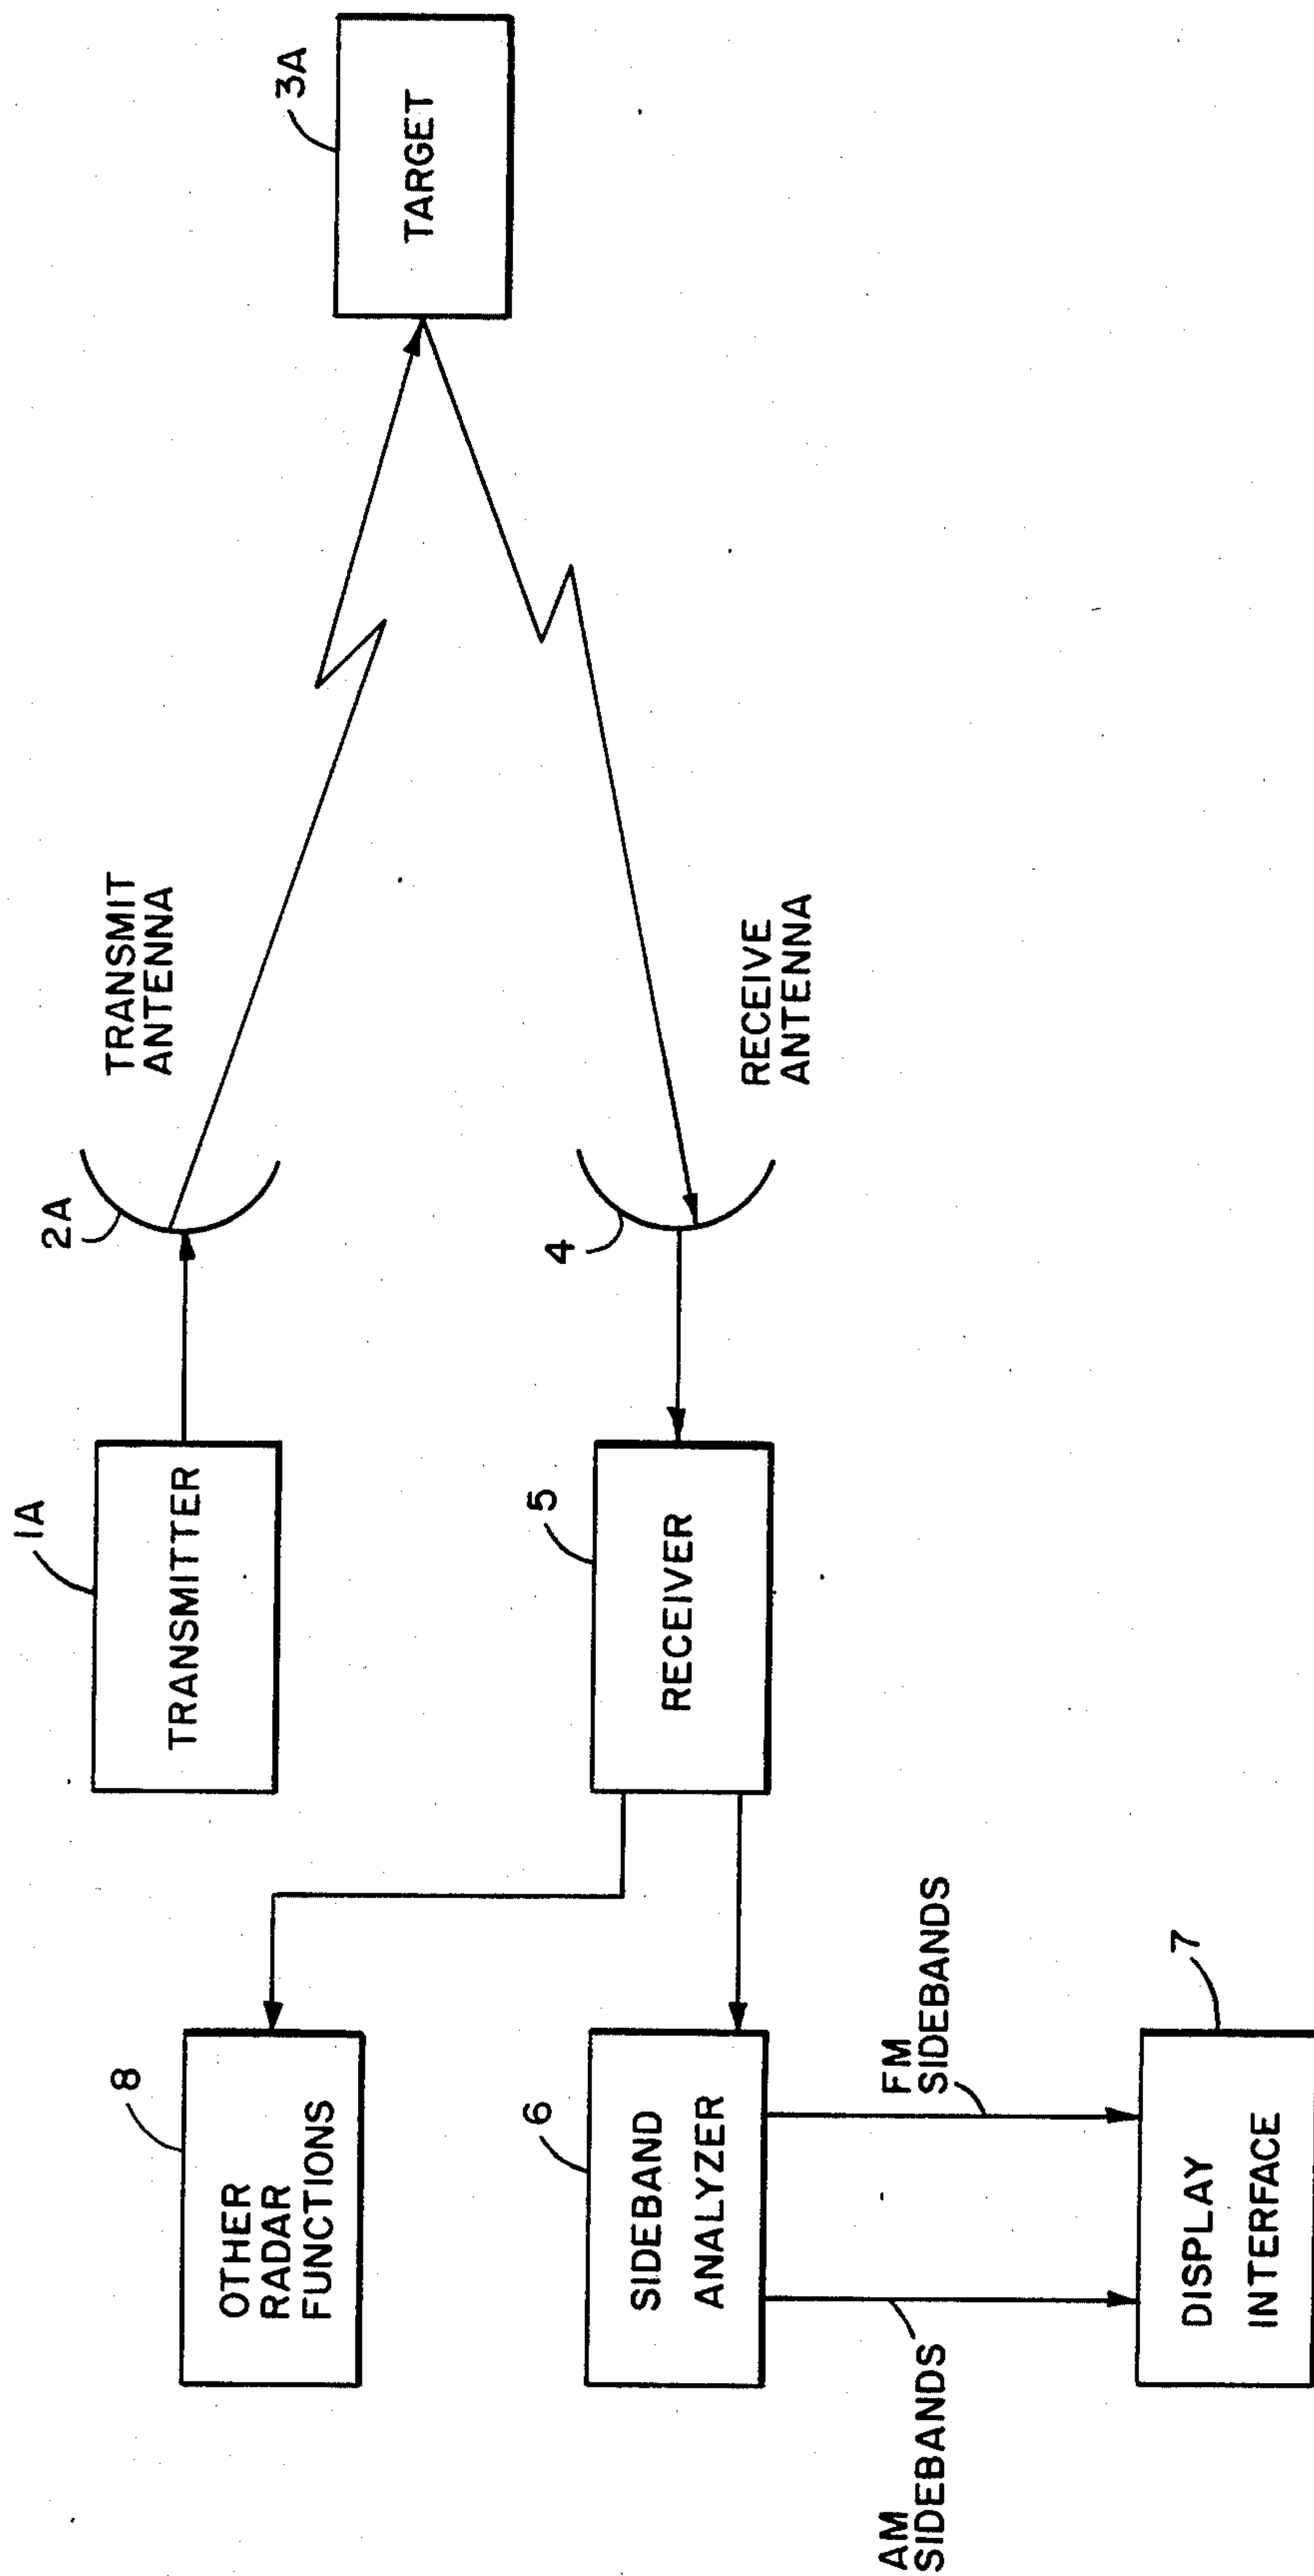 1A
TRANSMITTER
2A
TRANSMIT
ANTENNA
3A
TARGET
8
OTHER
RADAR
FUNCTIONS
6
SIDEBAND
ANALYZER
5
RECEIVER
4
RECEIVE
ANTENNA
AM
SIDEBANDS
FM
SIDEBANDS
7
DISPLAY
INTERFACE